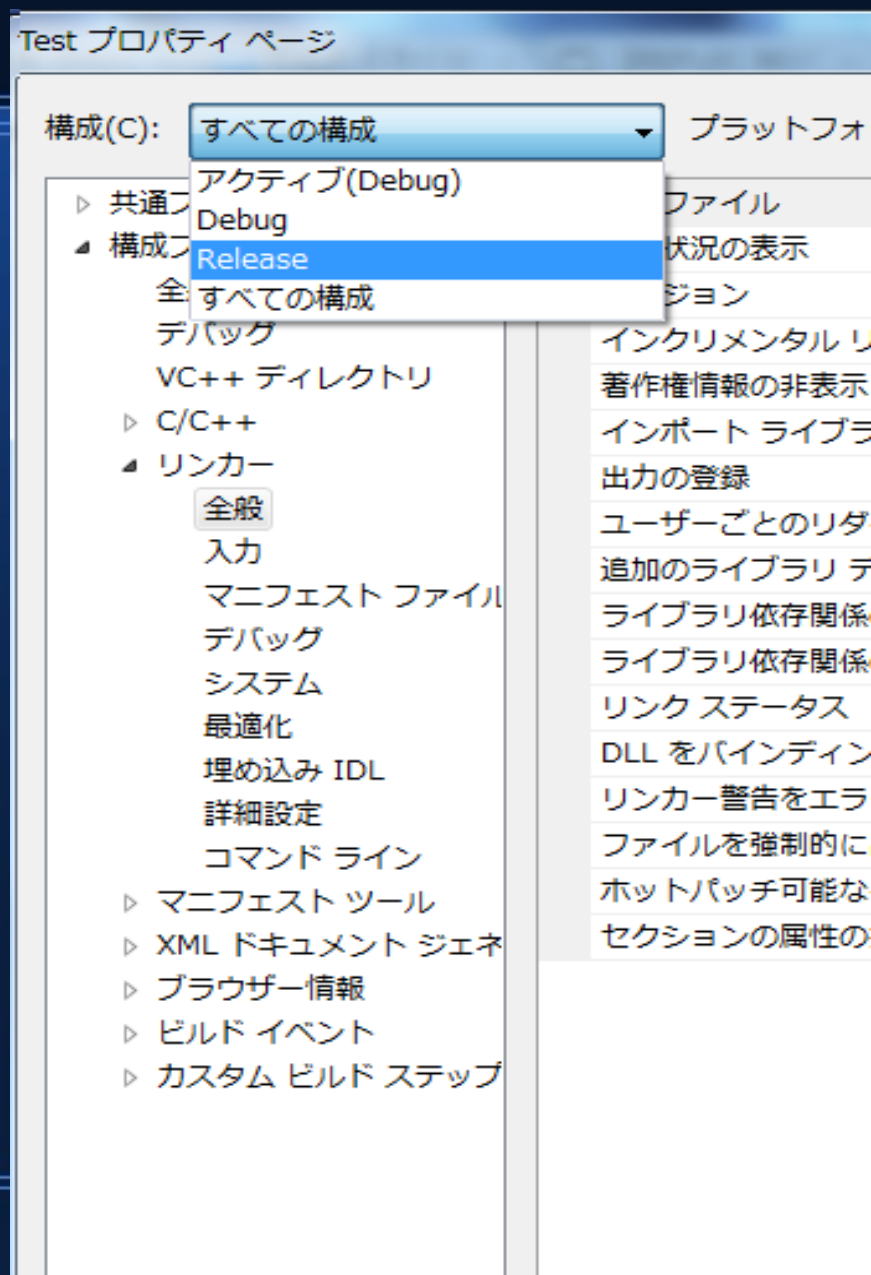 Test プロパティ ページ
構成(C):
すべての構成
プラットフォ
アクティブ(Debug)
Debug
Release
すべての構成
共通
構成
全
デバッグ
VC++ ディレクトリ
C/C++
リンカー
全般
入力
マニフェスト ファイル
デバッグ
システム
最適化
埋め込み IDL
詳細設定
コマンド ライン
マニフェスト ツール
XML ドキュメント ジェネ
ブラウザー情報
ビルド イベント
カスタム ビルド ステップ
ファイル
状況の表示
ジョン
インクリメンタル リ
著作権情報の非表示
インポート ライブラ
出力の登録
ユーザーごとのリダ
追加のライブラリ デ
ライブラリ依存関係
ライブラリ依存関係
リンク ステータス
DLL をバインディン
リンカー警告をエラ
ファイルを強制的に
ホットパッチ可能な
セクションの属性の